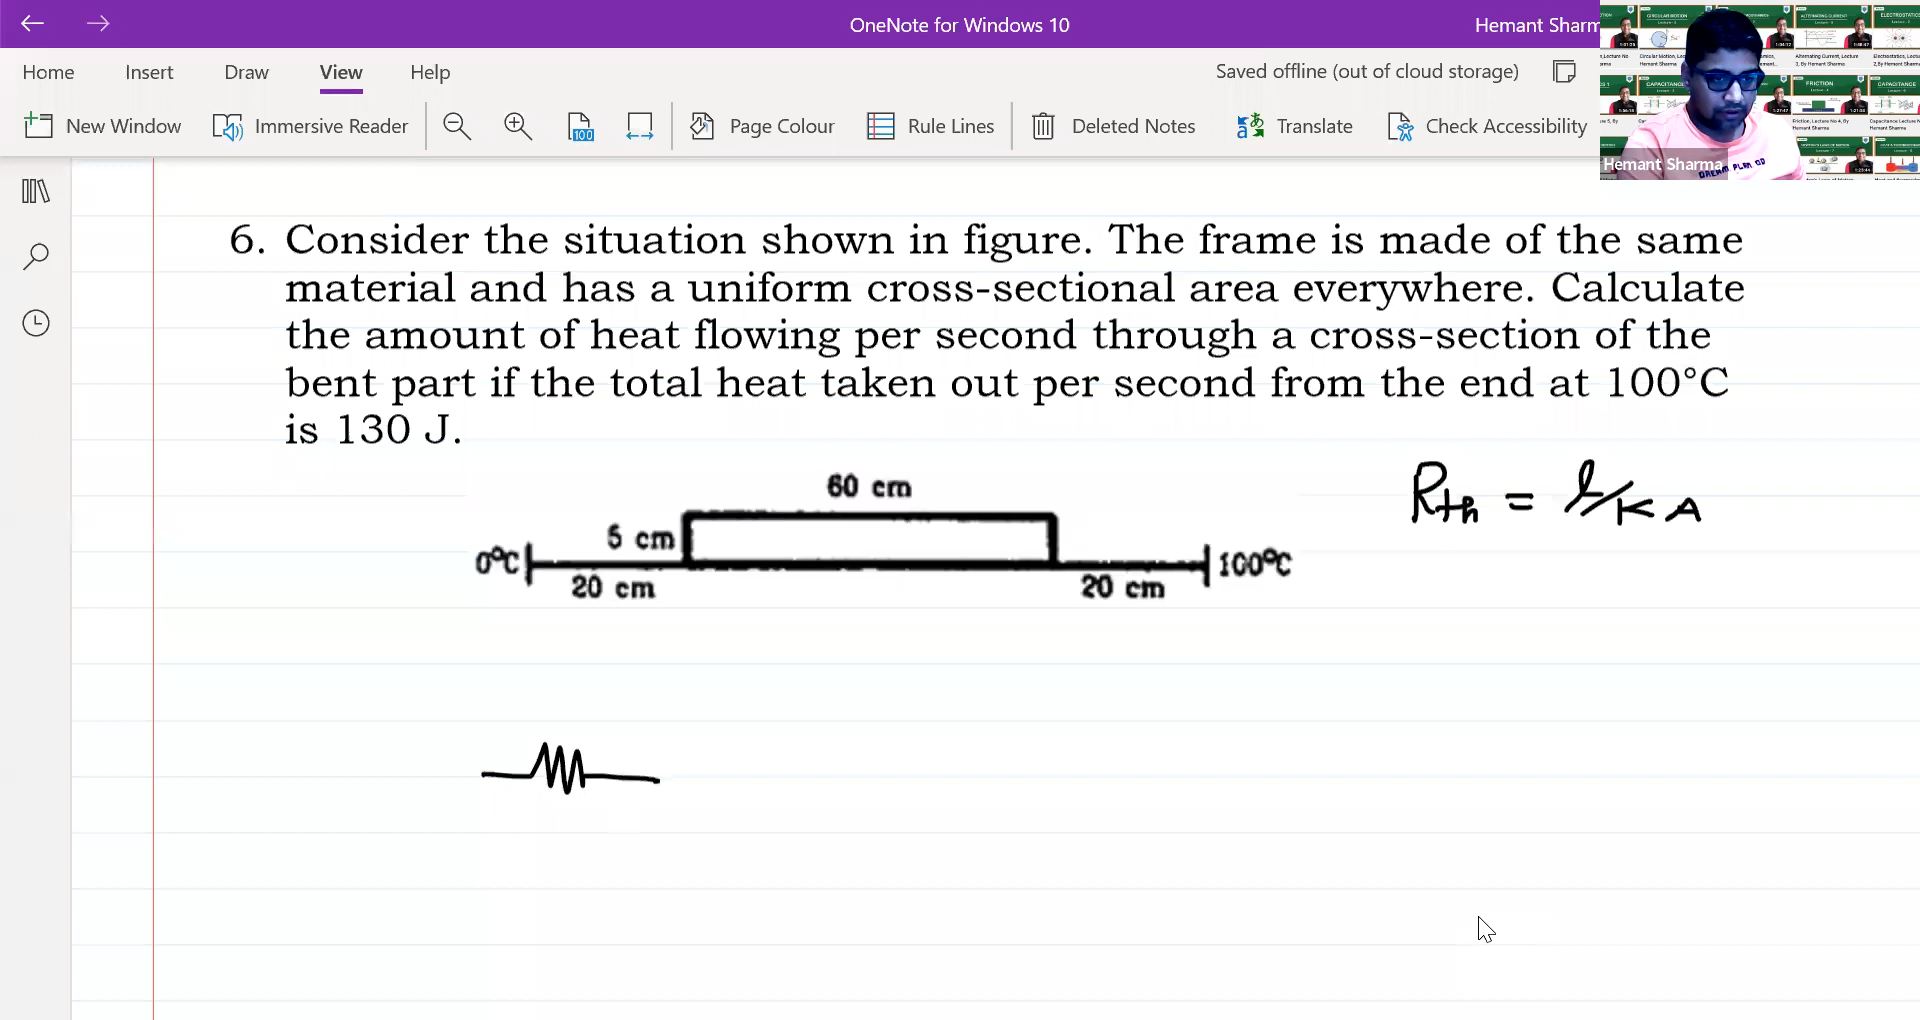 OneNote for Windows 10
Hemant Sharm
Home Insert Draw View Help
Saved offline (out of cloud storage)
New Window Immersive Reader 100 Page Colour Rule Lines Deleted Notes Translate Check Accessibility
Hemant Sharma
6. Consider the situation shown in figure. The frame is made of the same
material and has a uniform cross-sectional area everywhere. Calculate
the amount of heat flowing per second through a cross-section of the
bent part if the total heat taken out per second from the end at 100°C
is 130 J.
60 cm
5 cm
0°C
100°C
20 cm
20 cm
Rth = l/KA